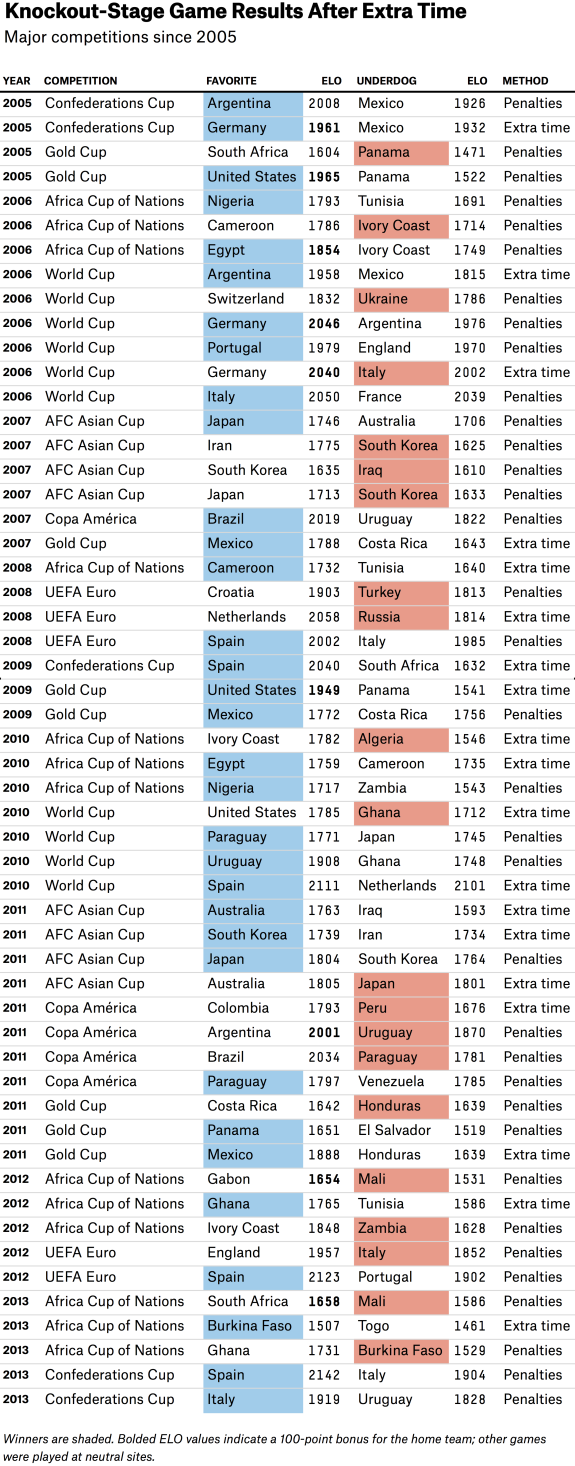 Knockout-Stage Game Results After Extra Time
Major competitions since 2005
YEAR COMPETITION FAVORITE ELO UNDERDOG ELO METHOD
2005 Confederations Cup Argentina 2008 Mexico 1926 Penalties
2005 Confederations Cup Germany 1961 Mexico 1932 Extra time
2005 Gold Cup South Africa 1604 Panama 1471 Penalties
2005 Gold Cup United States 1965 Panama 1522 Penalties
2006 Africa Cup of Nations Nigeria 1793 Tunisia 1691 Penalties
2006 Africa Cup of Nations Cameroon 1786 Ivory Coast 1714 Penalties
2006 Africa Cup of Nations Egypt 1854 Ivory Coast 1749 Penalties
2006 World Cup Argentina 1958 Mexico 1815 Extra time
2006 World Cup Switzerland 1832 Ukraine 1786 Penalties
2006 World Cup Germany 2046 Argentina 1976 Penalties
2006 World Cup Portugal 1979 England 1970 Penalties
2006 World Cup Germany 2040 Italy 2002 Extra time
2006 World Cup Italy 2050 France 2039 Penalties
2007 AFC Asian Cup Japan 1746 Australia 1706 Penalties
2007 AFC Asian Cup Iran 1775 South Korea 1625 Penalties
2007 AFC Asian Cup South Korea 1635 Iraq 1610 Penalties
2007 AFC Asian Cup Japan 1713 South Korea 1633 Penalties
2007 Copa América Brazil 2019 Uruguay 1822 Penalties
2007 Gold Cup Mexico 1788 Costa Rica 1643 Extra time
2008 Africa Cup of Nations Cameroon 1732 Tunisia 1640 Extra time
2008 UEFA Euro Croatia 1903 Turkey 1813 Penalties
2008 UEFA Euro Netherlands 2058 Russia 1814 Extra time
2008 UEFA Euro Spain 2002 Italy 1985 Penalties
2009 Confederations Cup Spain 2040 South Africa 1632 Extra time
2009 Gold Cup United States 1949 Panama 1541 Extra time
2009 Gold Cup Mexico 1772 Costa Rica 1756 Penalties
2010 Africa Cup of Nations Ivory Coast 1782 Algeria 1546 Extra time
2010 Africa Cup of Nations Egypt 1759 Cameroon 1735 Extra time
2010 Africa Cup of Nations Nigeria 1717 Zambia 1543 Penalties
2010 World Cup United States 1785 Ghana 1712 Extra time
2010 World Cup Paraguay 1771 Japan 1745 Penalties
2010 World Cup Uruguay 1908 Ghana 1748 Penalties
2010 World Cup Spain 2111 Netherlands 2101 Extra time
2011 AFC Asian Cup Australia 1763 Iraq 1593 Extra time
2011 AFC Asian Cup South Korea 1739 Iran 1734 Extra time
2011 AFC Asian Cup Japan 1804 South Korea 1764 Penalties
2011 AFC Asian Cup Australia 1805 Japan 1801 Extra time
2011 Copa América Colombia 1793 Peru 1676 Extra time
2011 Copa América Argentina 2001 Uruguay 1870 Penalties
2011 Copa América Brazil 2034 Paraguay 1781 Penalties
2011 Copa América Paraguay 1797 Venezuela 1785 Penalties
2011 Gold Cup Costa Rica 1642 Honduras 1639 Penalties
2011 Gold Cup Panama 1651 El Salvador 1519 Penalties
2011 Gold Cup Mexico 1888 Honduras 1639 Extra time
2012 Africa Cup of Nations Gabon 1654 Mali 1531 Penalties
2012 Africa Cup of Nations Ghana 1765 Tunisia 1586 Extra time
2012 Africa Cup of Nations Ivory Coast 1848 Zambia 1628 Penalties
2012 UEFA Euro England 1957 Italy 1852 Penalties
2012 UEFA Euro Spain 2123 Portugal 1902 Penalties
2013 Africa Cup of Nations South Africa 1658 Mali 1586 Penalties
2013 Africa Cup of Nations Burkina Faso 1507 Togo 1461 Extra time
2013 Africa Cup of Nations Ghana 1731 Burkina Faso 1529 Penalties
2013 Confederations Cup Spain 2142 Italy 1904 Penalties
2013 Confederations Cup Italy 1919 Uruguay 1828 Penalties
Winners are shaded. Bolded ELO values indicate a 100-point bonus for the home team; other games
were played at neutral sites.